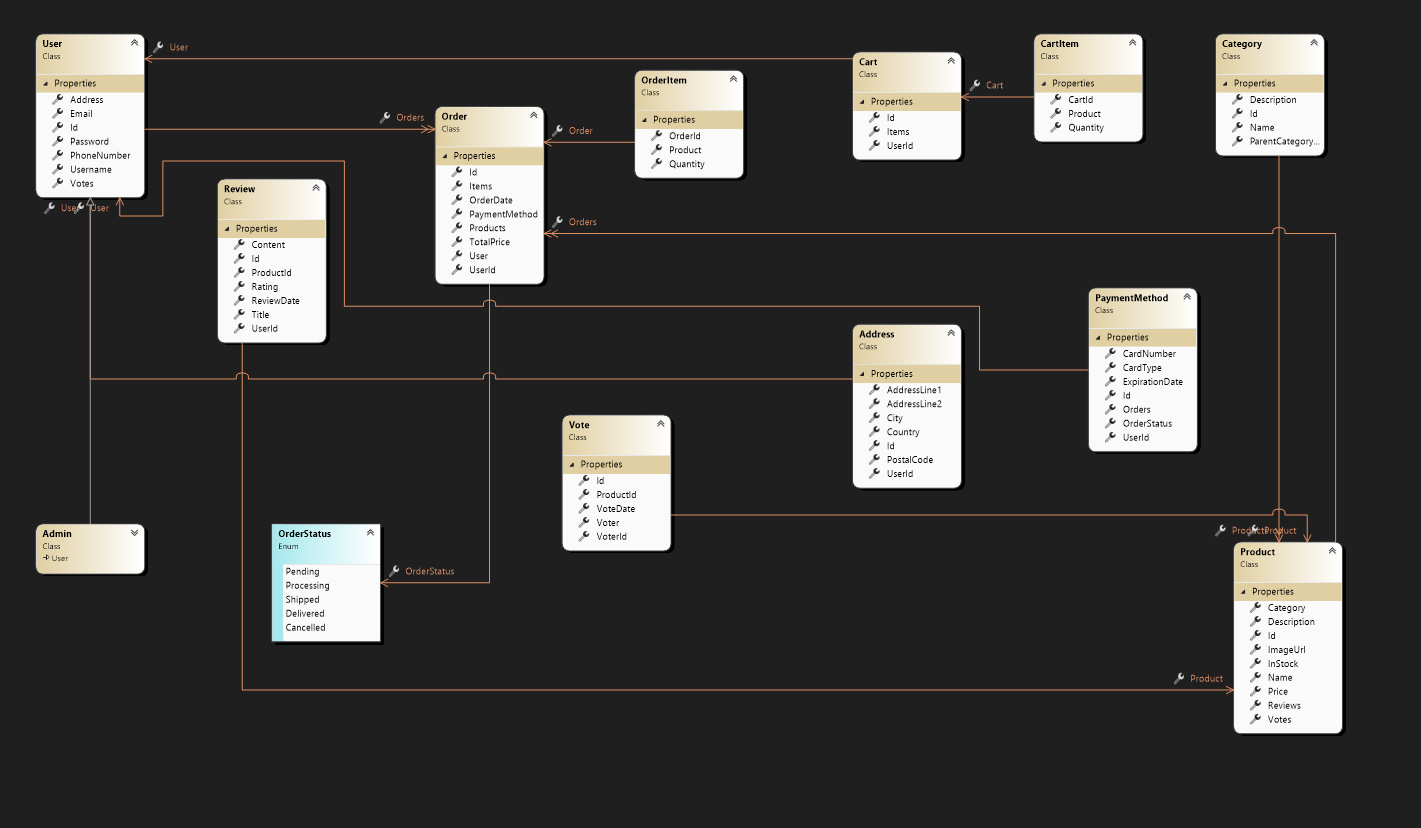 User
Class
Properties
Address
Email
Id
Password
PhoneNumber
Username
Votes
User
Orders
User
Review
Class
Properties
Content
Id
ProductId
Rating
ReviewDate
Title
UserId
Order
Class
Properties
Id
Items
OrderDate
PaymentMethod
Products
TotalPrice
User
UserId
Order
Orders
OrderItem
Class
Properties
OrderId
Product
Quantity
Cart
Class
Properties
Id
Items
UserId
Cart
CartItem
Class
Properties
CartId
Product
Quantity
Category
Class
Properties
Description
Id
Name
ParentCategory...
Address
Class
Properties
AddressLine1
AddressLine2
City
Country
Id
PostalCode
UserId
PaymentMethod
Class
Properties
CardNumber
CardType
ExpirationDate
Id
Orders
OrderStatus
UserId
Vote
Class
Properties
Id
ProductId
VoteDate
Voter
VoterId
Admin
Class
User
OrderStatus
Enum
Pending
Processing
Shipped
Delivered
Cancelled
OrderStatus
Product
Product
Class
Properties
Category
Description
Id
ImageUrl
InStock
Name
Price
Reviews
Votes
Product